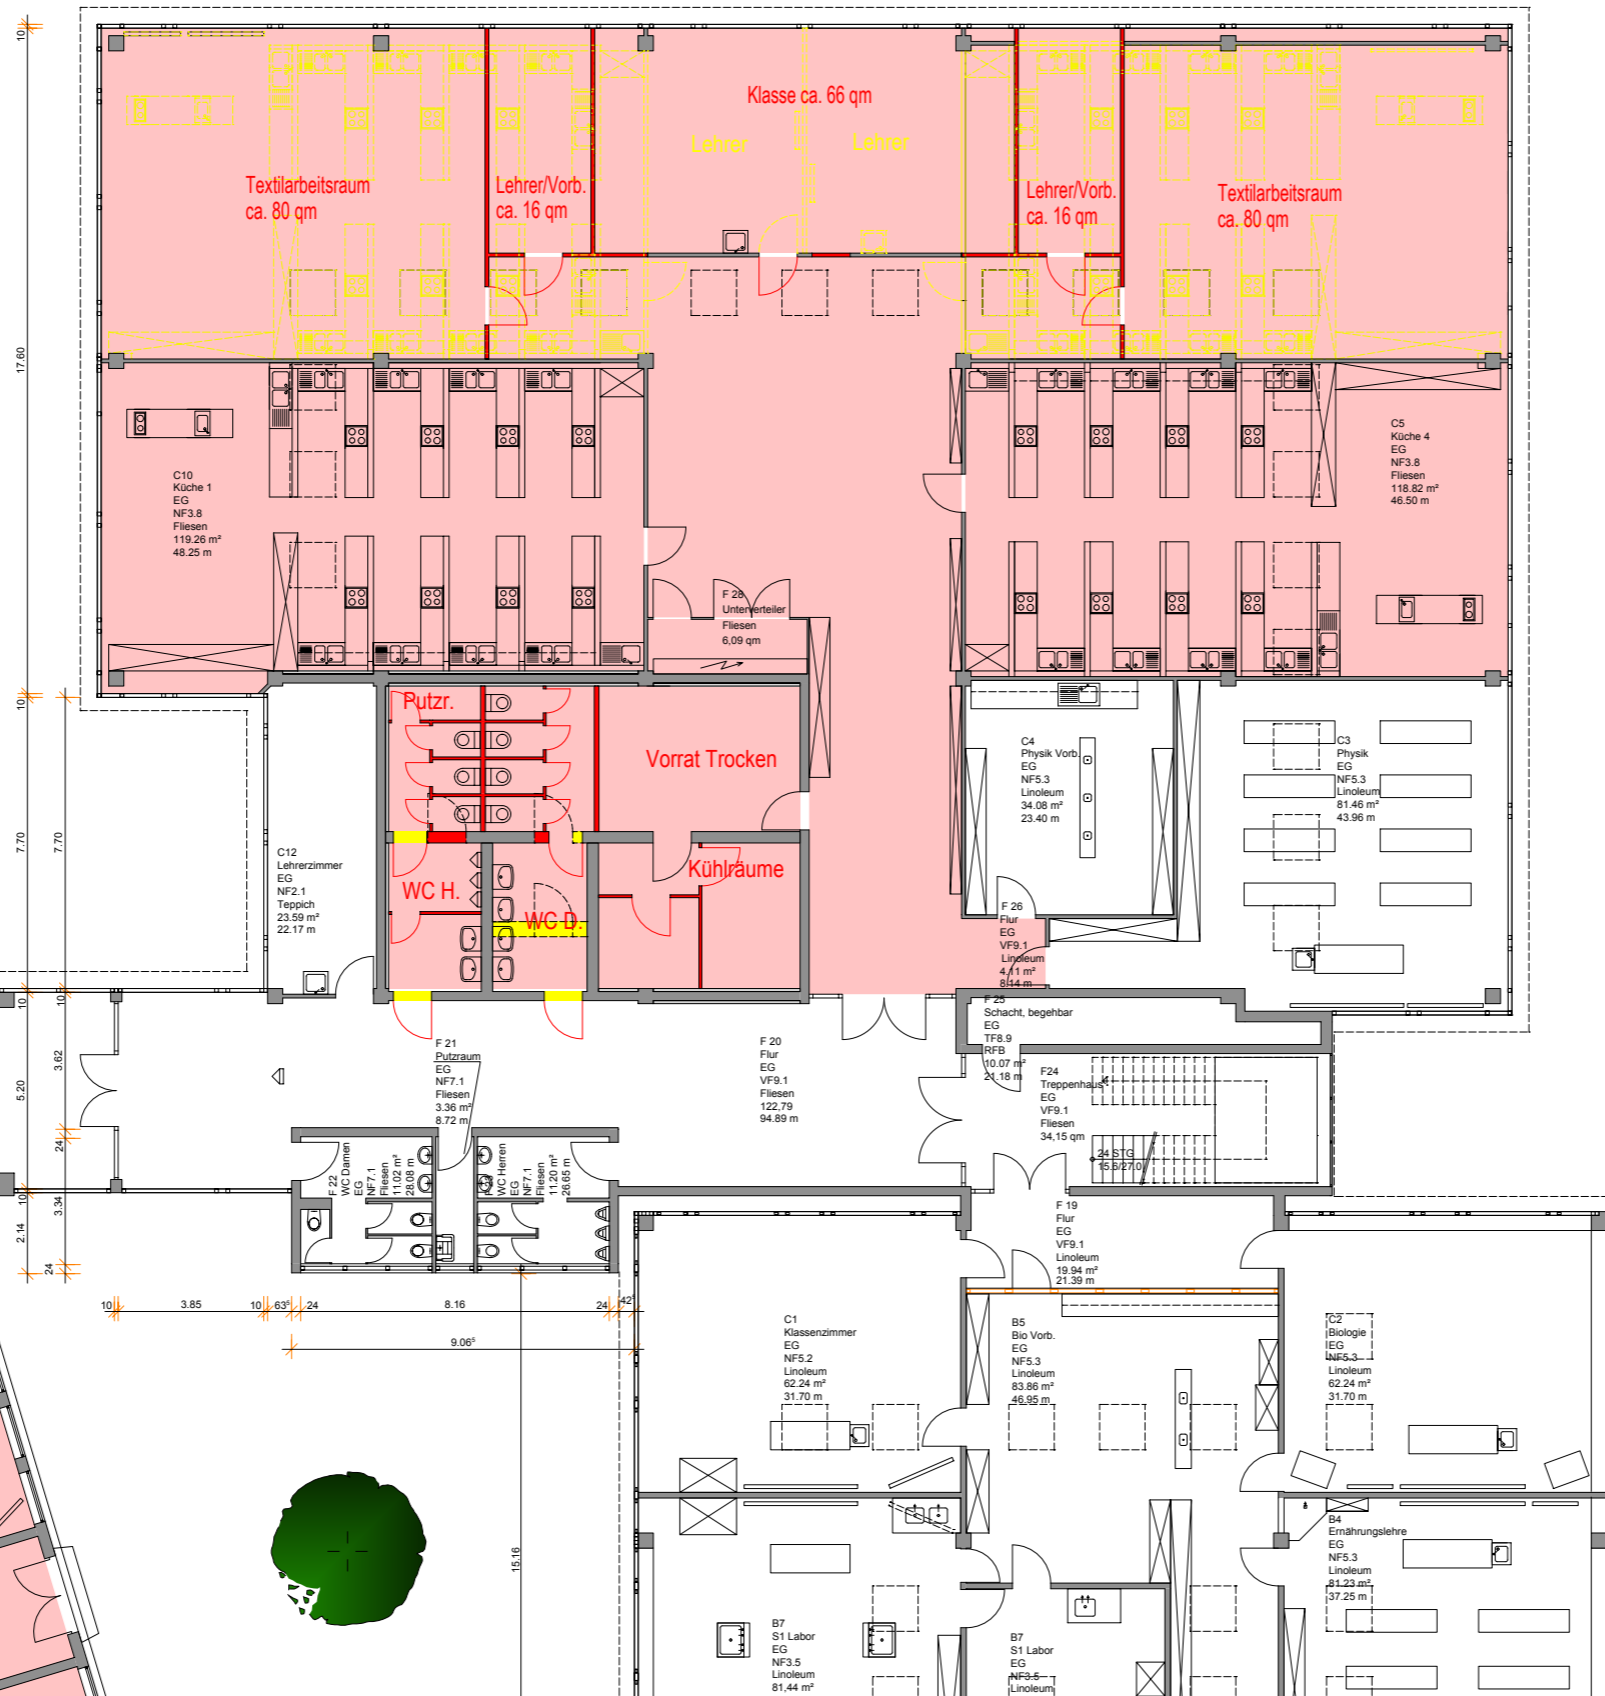 Klasse ca. 66 qm
Lehrer
Lehrer
Textilarbeitsraum
ca. 80 qm
Lehrer/Vorb.
ca. 16 qm
Lehrer/Vorb.
ca. 16 qm
Textilarbeitsraum
ca. 80 qm
10
17.60
10
7.70
7.70
10
10
5.20
3.62
24
10
3.34
2.14
24
C10
Küche 1
EG
NF3.8
Fliesen
119.26 m²
48.25 m
C5
Küche 4
EG
NF3.8
Fliesen
118.82 m²
46.50 m
F 28
Unterverteiler
Fliesen
6,09 qm
Putzr.
Vorrat Trocken
Kühlräume
WC H.
WC D.
C4
Physik Vorb.
EG
NF5.3
Linoleum
34.08 m²
23.40 m
C3
Physik
EG
NF5.3
Linoleum
81.46 m²
43.96 m
C12
Lehrerzimmer
EG
NF2.1
Teppich
23.59 m²
22.17 m
F 26
Flur
EG
VF9.1
Linoleum
4.11 m²
8.14 m
F 25
Schacht, begehbar
EG
TF8.9
RFB
10.07 m²
21.18 m
F 21
Putzraum
EG
NF7.1
Fliesen
3.36 m²
8.72 m
F 20
Flur
EG
VF9.1
Fliesen
122,79
94.89 m
F24
Treppenhaus
EG
VF9.1
Fliesen
34,15 qm
24 STG
15.6/27.0
F 22
WC Damen
EG
NF7.1
Fliesen
11.02 m²
28.08 m
WC Herren
EG
NF7.1
Fliesen
11.20 m²
26.65 m
F 19
Flur
EG
VF9.1
Linoleum
19.94 m²
21.39 m
10
3.85
10
63⁵
24
8.16
24
42⁵
9.06⁵
15.16
C1
Klassenzimmer
EG
NF5.2
Linoleum
62.24 m²
31.70 m
B5
Bio Vorb.
EG
NF5.3
Linoleum
83.86 m²
46.95 m
C2
Biologie
EG
NF5.3
Linoleum
62.24 m²
31.70 m
B4
Ernährungslehre
EG
NF5.3
Linoleum
81.23 m²
37.25 m
B7
S1 Labor
EG
NF3.5
Linoleum
81,44 m²
B7
S1 Labor
EG
NF3.5
Linoleum